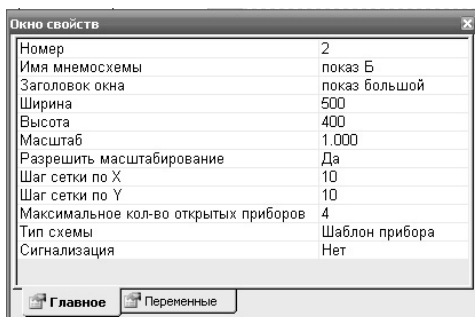 Окно свойств
Номер 2
Имя мнемосхемы показ Б
Заголовок окна показ большой
Ширина 500
Высота 400
Масштаб 1.000
Разрешить масштабирование Да
Шаг сетки по X 10
Шаг сетки по Y 10
Максимальное кол-во открытых приборов 4
Тип схемы Шаблон прибора
Сигнализация Нет
Главное Переменные